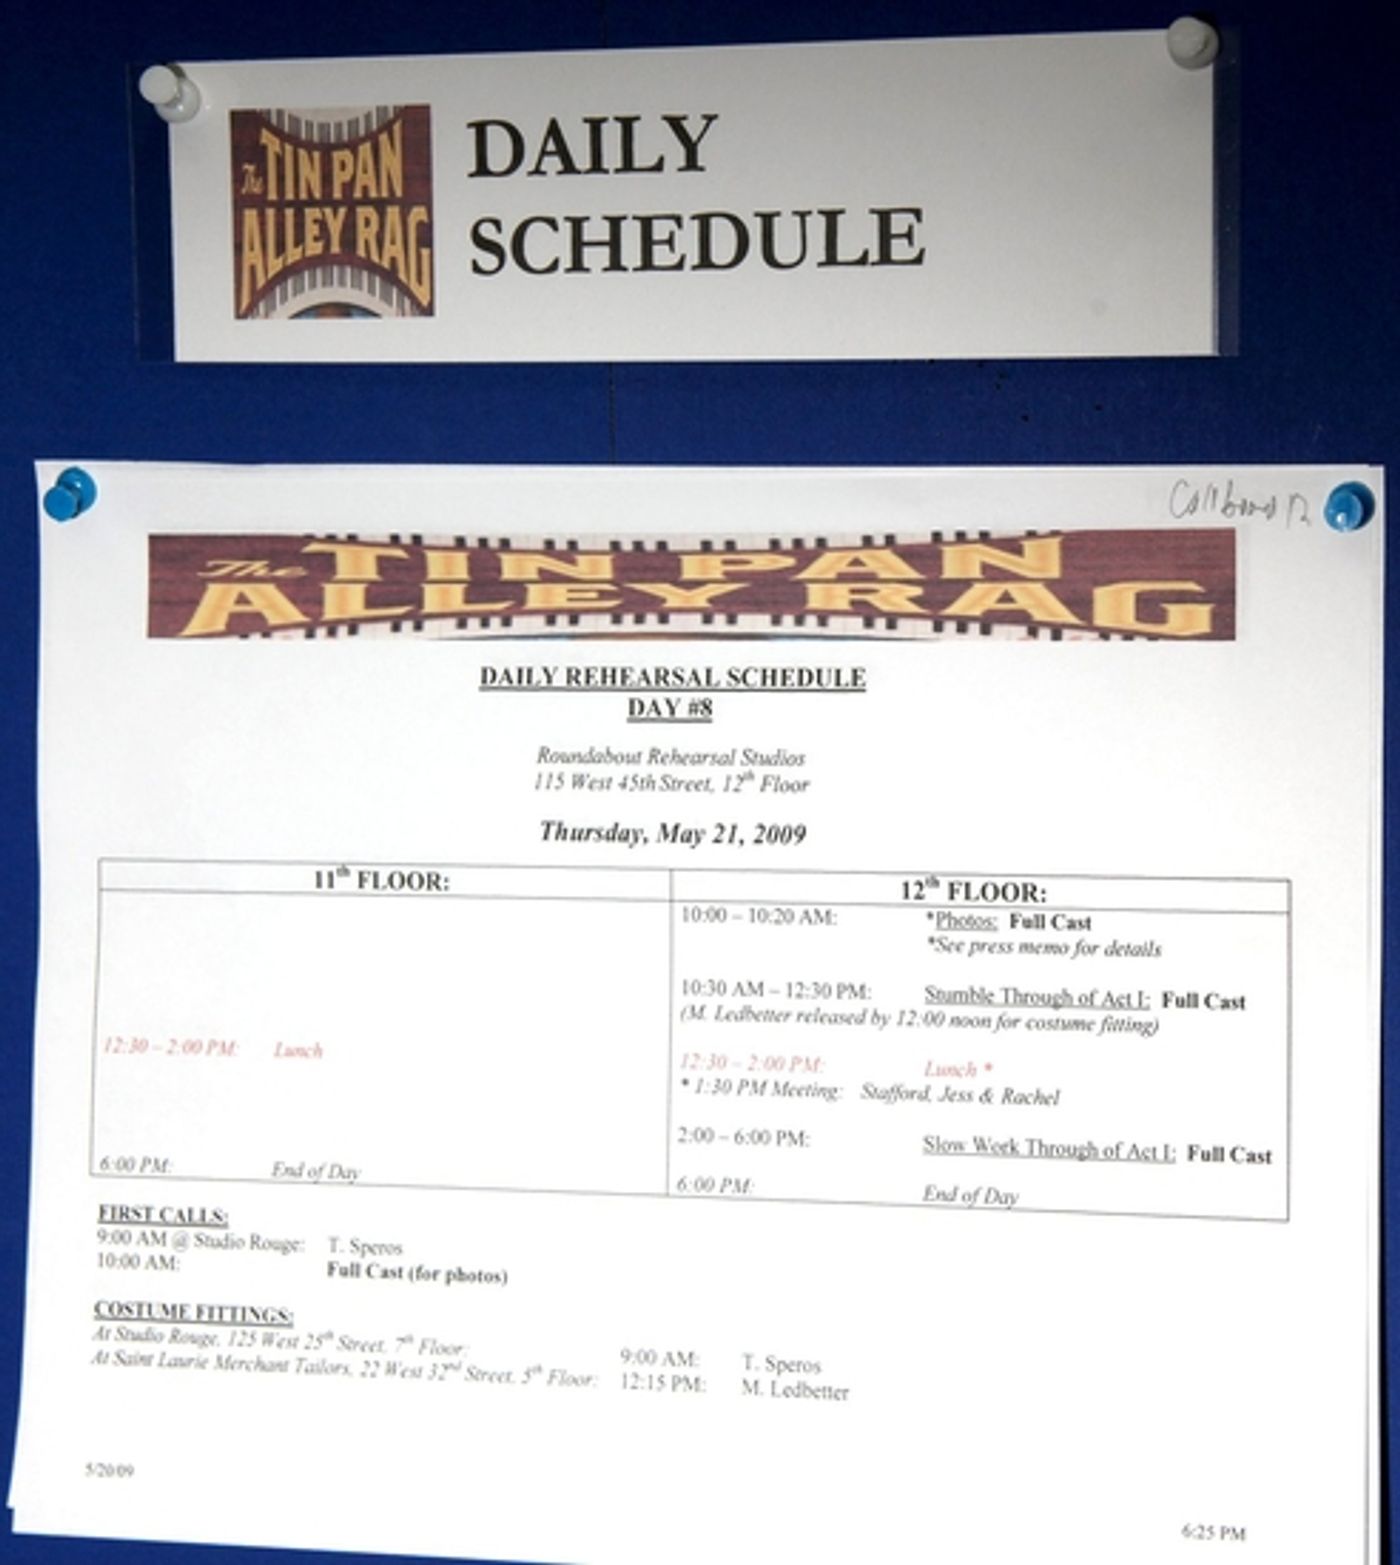 The TIN PAN
ALLEY RAG
DAILY
SCHEDULE
The TIN PAN
ALLEY RAG
DAILY REHEARSAL SCHEDULE
DAY #8
Roundabout Rehearsal Studios
115 West 45th Street, 12th Floor
Thursday, May 21, 2009
11th FLOOR:
12:30 – 2:00 PM: Lunch
6:00 PM: End of Day
12th FLOOR:
10:00 – 10:20 AM: *Photos: Full Cast
*See press memo for details
10:30 AM – 12:30 PM: Stumble Through of Act I: Full Cast
(M. Ledbetter released by 12:00 noon for costume fitting)
12:30 – 2:00 PM: Lunch *
* 1:30 PM Meeting: Stafford, Jess & Rachel
2:00 – 6:00 PM: Slow Work Through of Act I: Full Cast
6:00 PM: End of Day
FIRST CALLS:
9:00 AM @ Studio Rouge: T. Speros
10:00 AM: Full Cast (for photos)
COSTUME FITTINGS:
At Studio Rouge, 125 West 25th Street, 7th Floor: 9:00 AM: T. Speros
At Saint Laurie Merchant Tailors, 22 West 32nd Street, 5th Floor: 12:15 PM: M. Ledbetter
5/20/09
6:25 PM